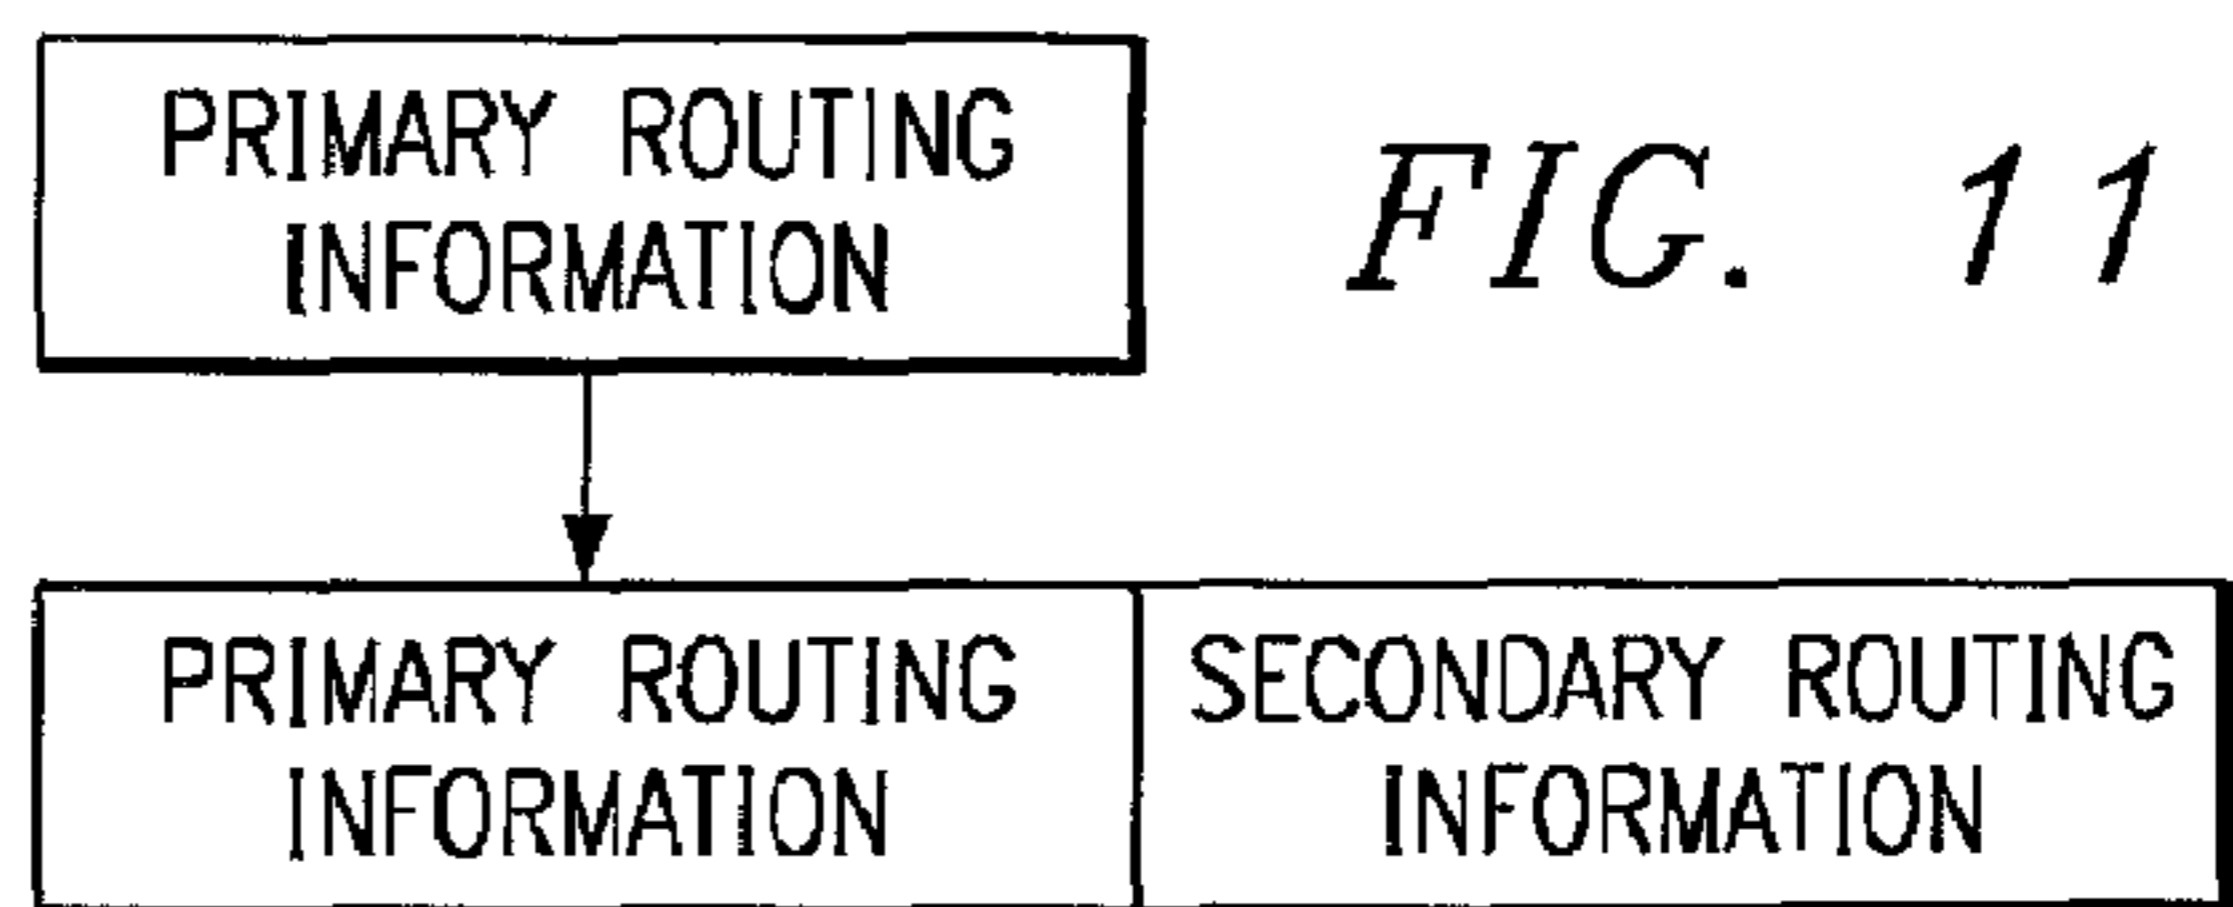 PRIMARY ROUTING
INFORMATION
FIG. 11
PRIMARY ROUTING
INFORMATION
SECONDARY ROUTING
INFORMATION